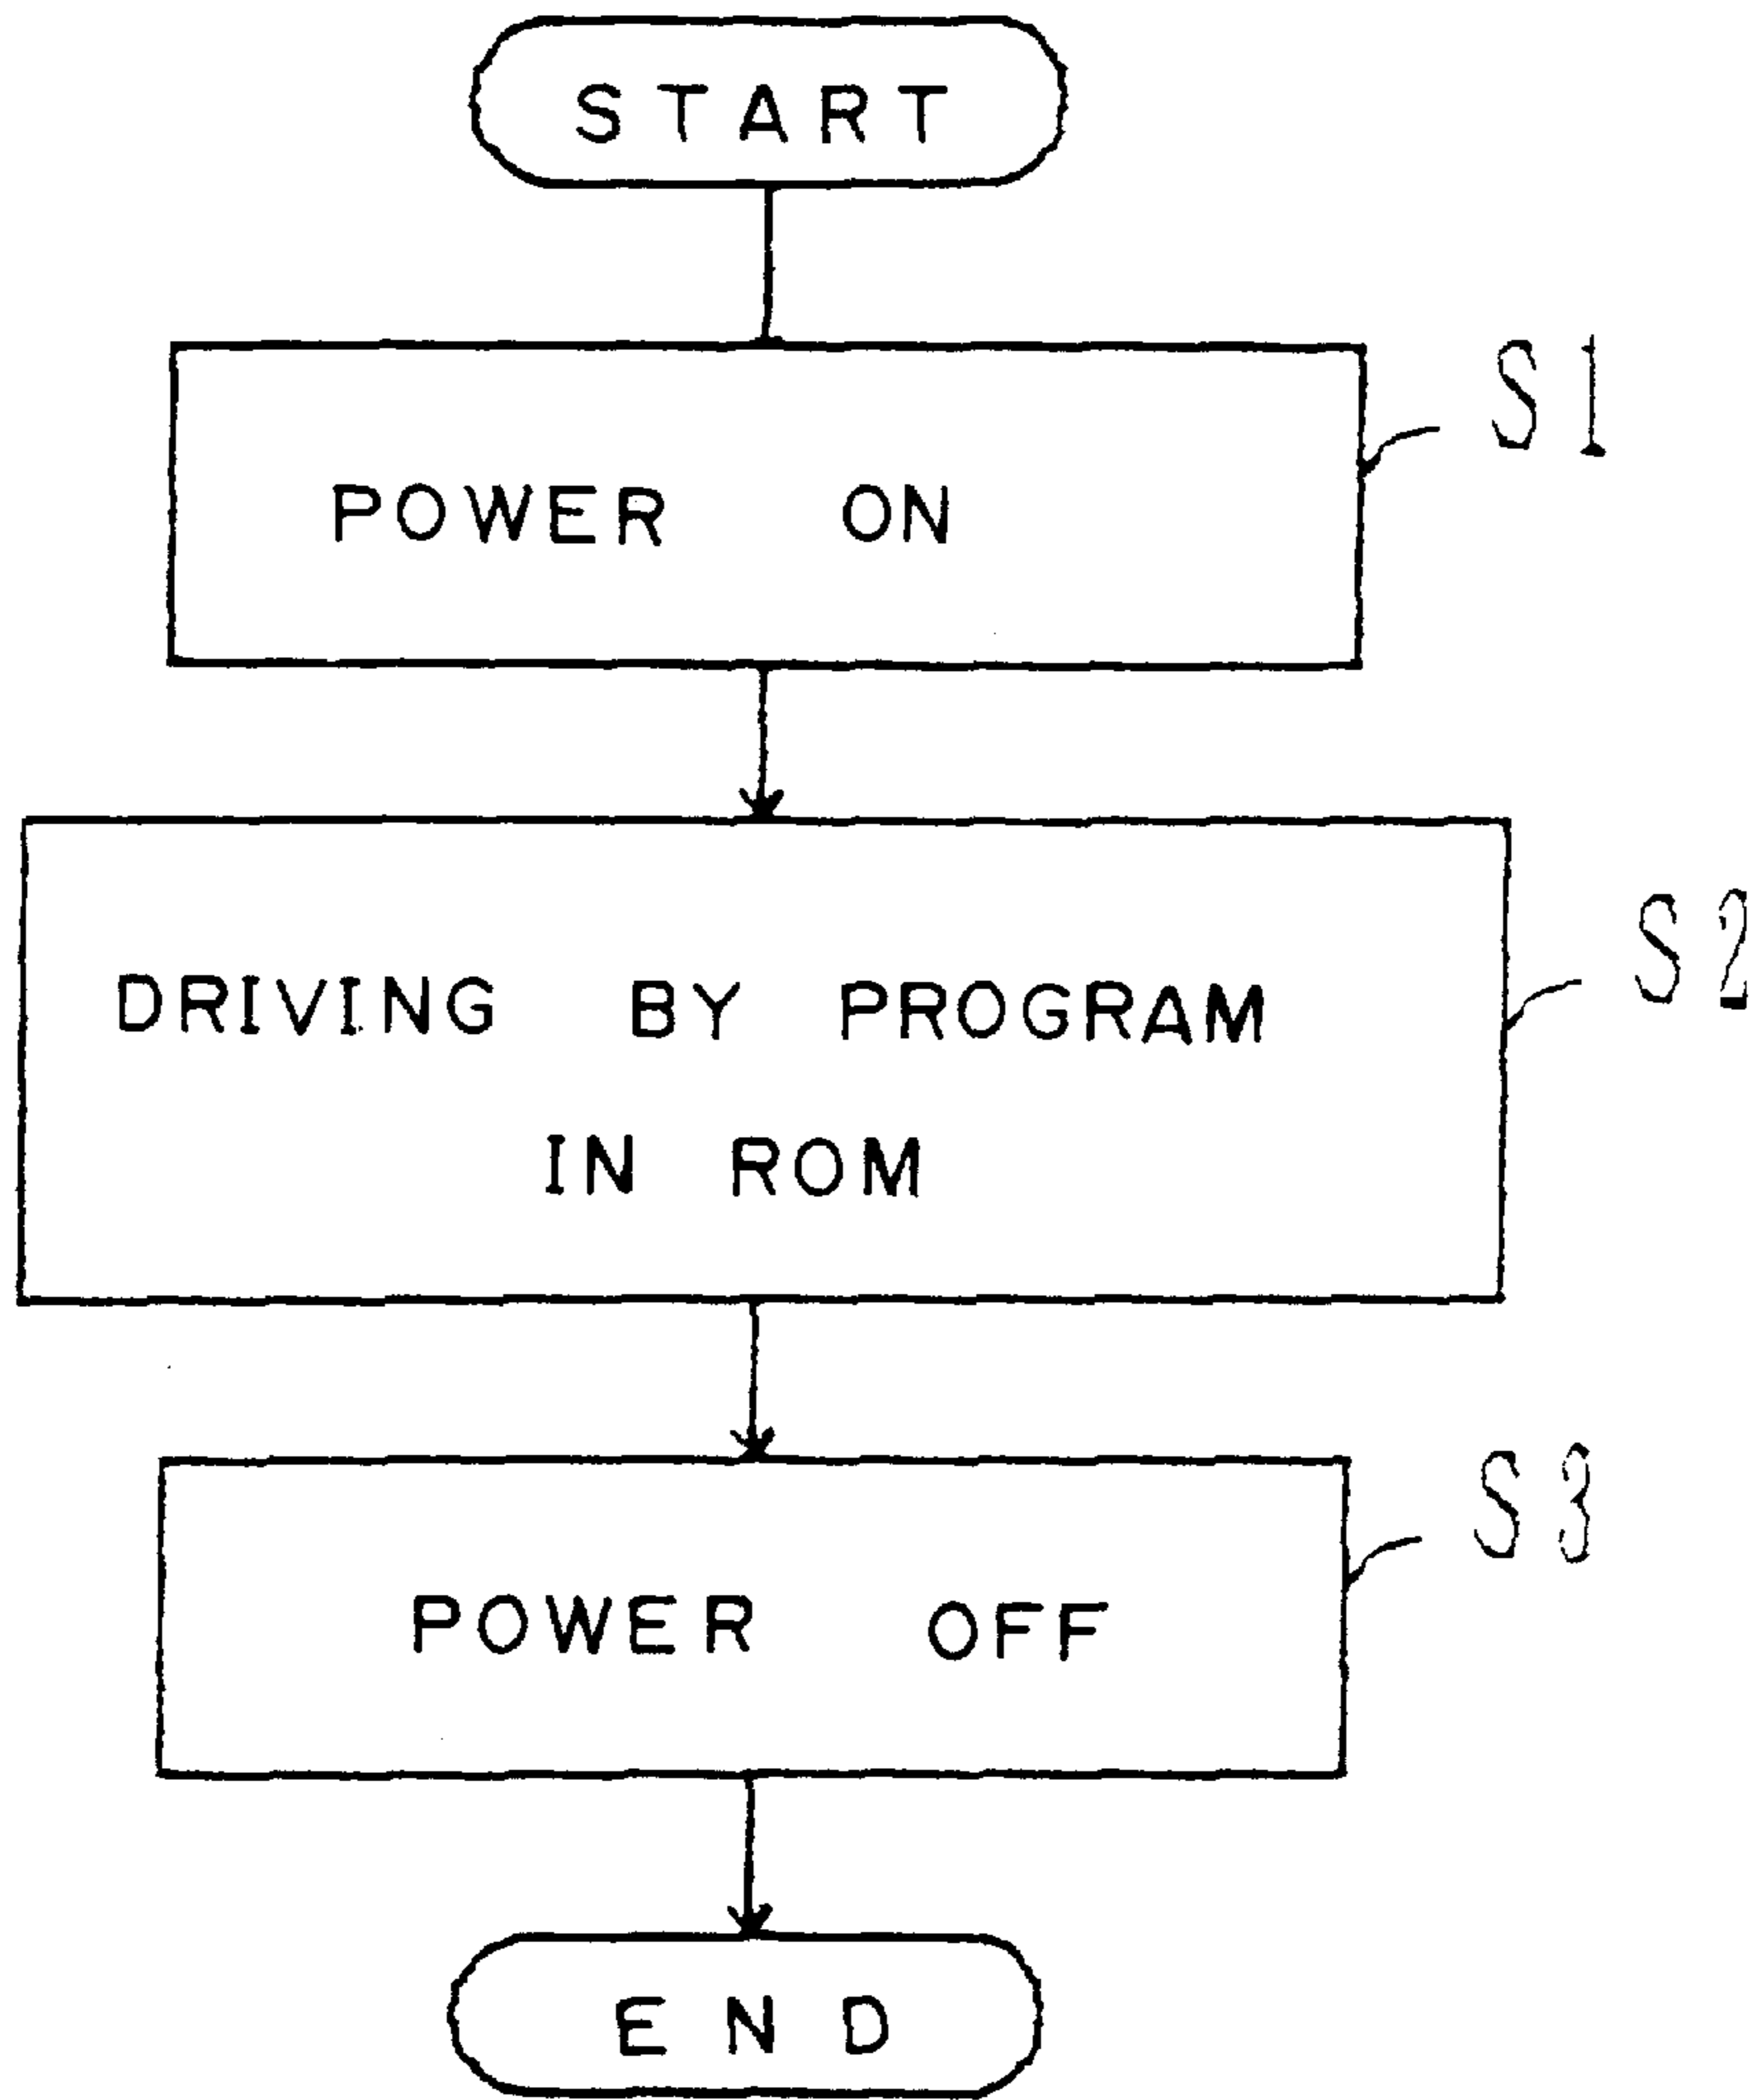 START
S1
POWER ON
S2
DRIVING BY PROGRAM
IN ROM
S3
POWER OFF
END